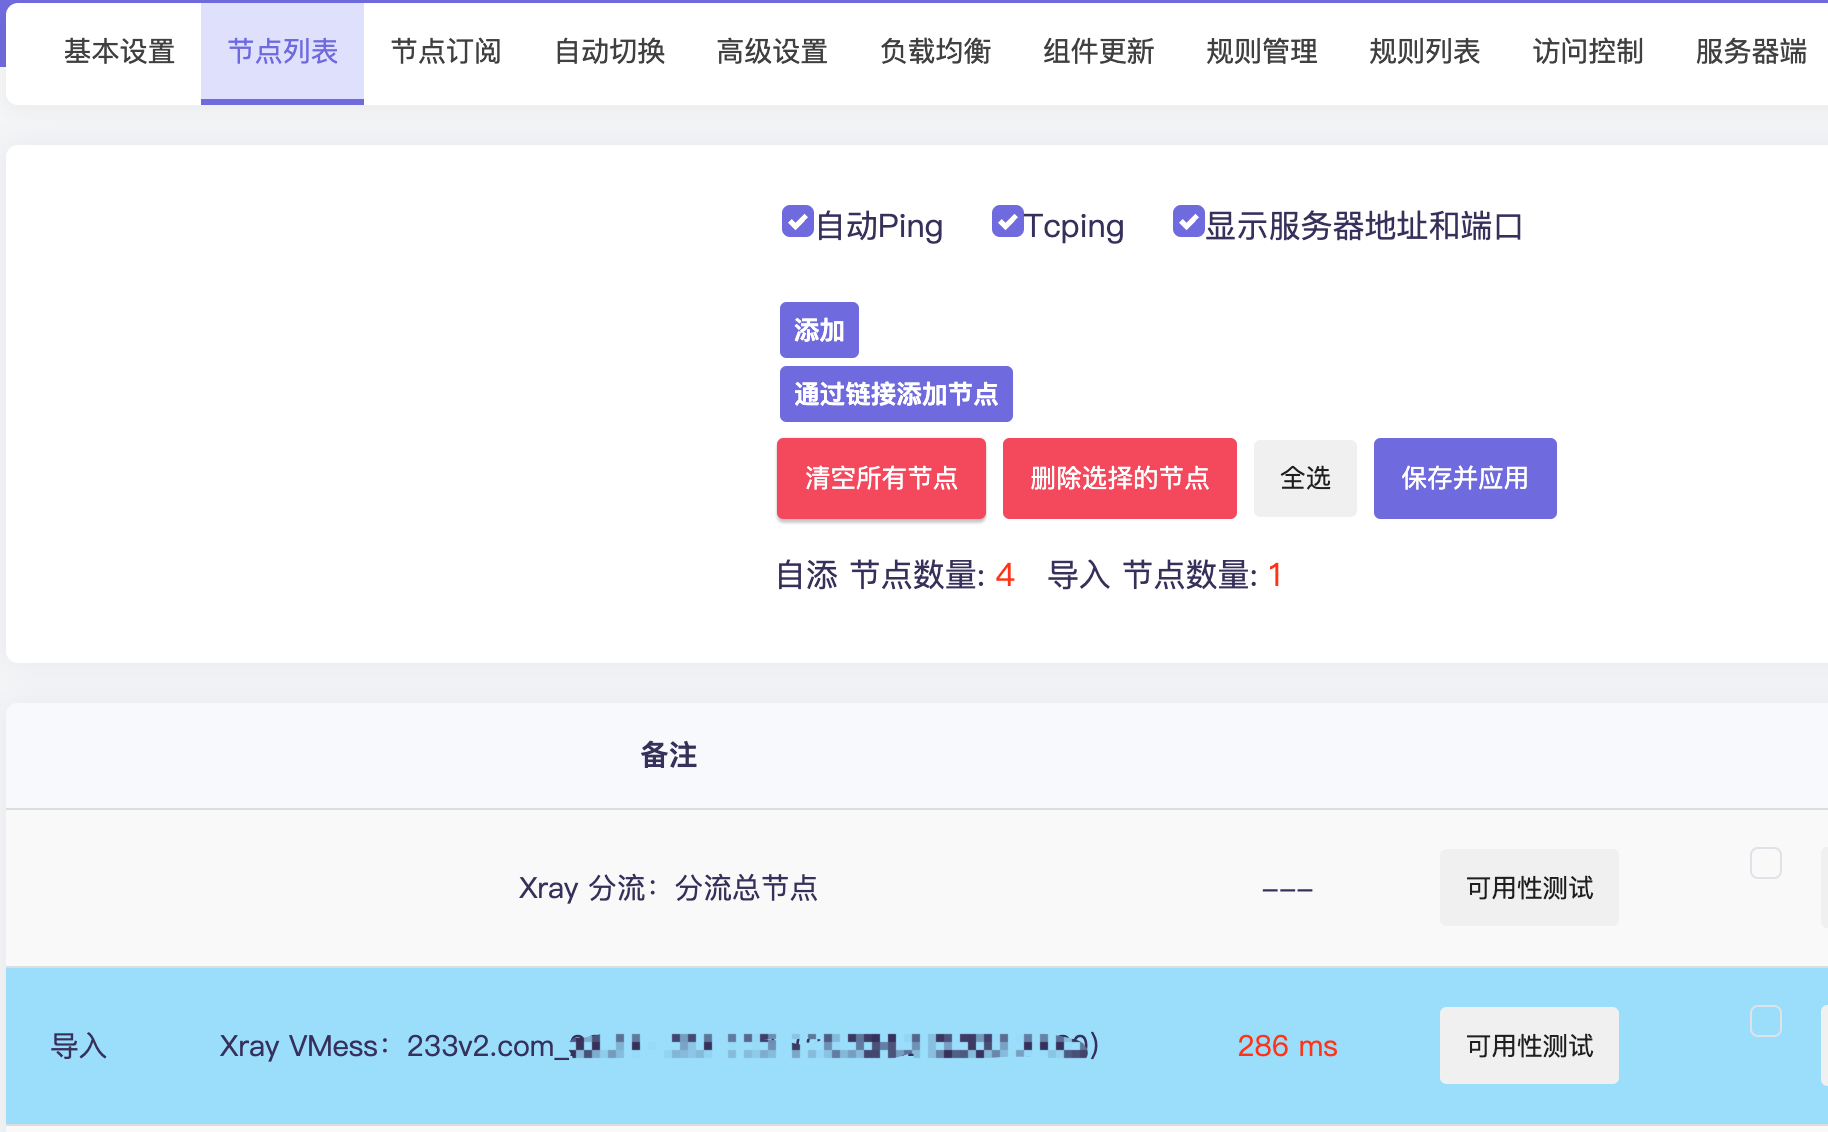 基本设置 节点列表 节点订阅 自动切换 高级设置 负载均衡 组件更新 规则管理 规则列表 访问控制 服务器端
自动Ping Tcping 显示服务器地址和端口
添加
通过链接添加节点
清空所有节点 删除选择的节点 全选 保存并应用
自添 节点数量: 4 导入 节点数量: 1
备注
Xray 分流：分流总节点 --- 可用性测试
导入 Xray VMess：233v2.com_ 286 ms 可用性测试